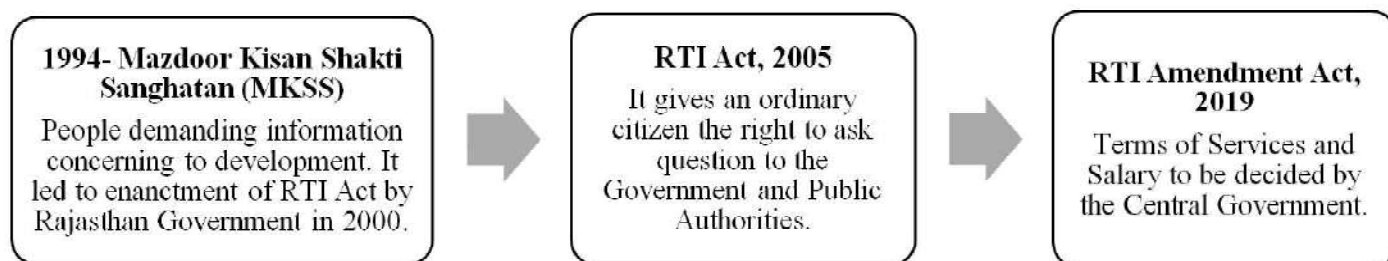 1994- Mazdoor Kisan Shakti
Sanghatan (MKSS)
People demanding information
concerning to development. It
led to enanctment of RTI Act by
Rajasthan Government in 2000.
RTI Act, 2005
It gives an ordinary
citizen the right to ask
question to the
Government and Public
Authorities.
RTI Amendment Act,
2019
Terms of Services and
Salary to be decided by
the Central Government.